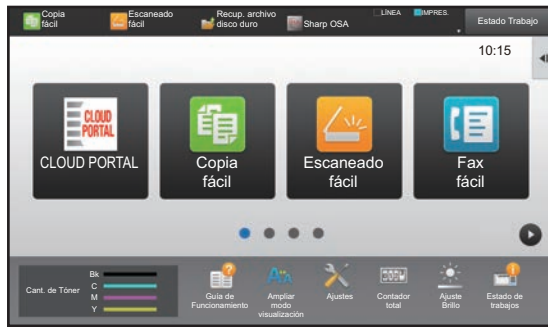 Copia
fácil
Escaneado
fácil
Recup. archivo
disco duro
Sharp OSA
LÍNEA
IMPRES.
Estado Trabajo
10:15
CLOUD
PORTAL
CLOUD PORTAL
Copia
fácil
Escaneado
fácil
Fax
fácil
Cant. de Tóner
Bk
C
M
Y
Guía de
Funcionamiento
Ampliar
modo
visualización
Ajustes
Contador
total
Ajuste
Brillo
Estado de
trabajos